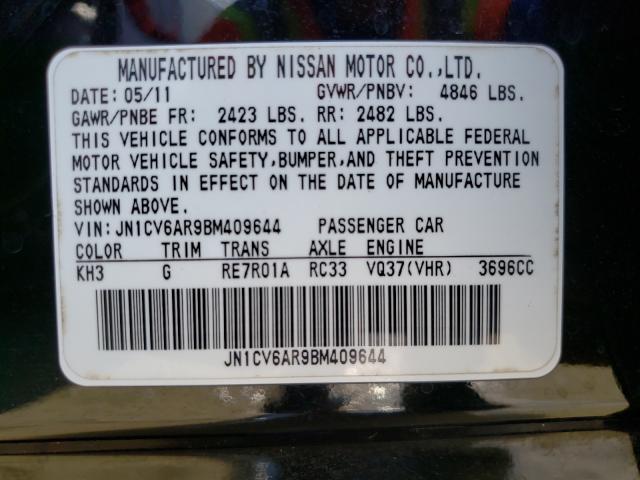 MANUFACTURED BY NISSAN MOTOR CO.,LTD.
DATE: 05/11 GVWR/PNBV: 4846 LBS.
GAWR/PNBE FR: 2423 LBS. RR: 2482 LBS.
THIS VEHICLE CONFORMS TO ALL APPLICABLE FEDERAL
MOTOR VEHICLE SAFETY,BUMPER,AND THEFT PREVENTION
STANDARDS IN EFFECT ON THE DATE OF MANUFACTURE
SHOWN ABOVE.
VIN:JN1CV6AR9BM409644 PASSENGER CAR
COLOR TRIM TRANS AXLE ENGINE
KH3 G RE7R01A RC33 VQ37(VHR) 3696CC
JN1CV6AR9BM409644